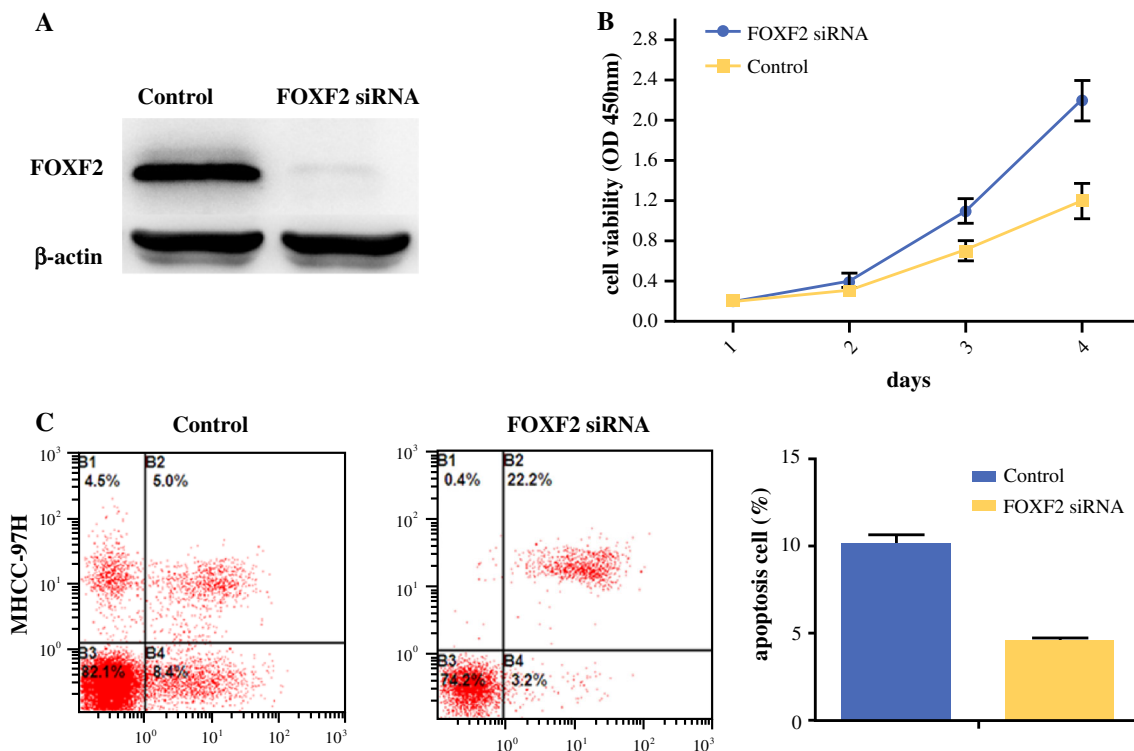 A
Control FOXF2 siRNA
FOXF2
β-actin
B
FOXF2 siRNA
Control
cell viability (OD 450nm)
2.8
2.4
2.0
1.6
1.2
0.8
0.4
0.0
1 2 3 4
days
C
Control
MHCC-97H
10³
10²
10¹
10⁰
B1
4.5%
B2
5.0%
B3
82.1%
B4
8.4%
10⁰ 10¹ 10² 10³
FOXF2 siRNA
10³
10²
10¹
10⁰
B1
0.4%
B2
22.2%
B3
74.2%
B4
3.2%
10⁰ 10¹ 10² 10³
apoptosis cell (%)
15
10
5
0
Control
FOXF2 siRNA